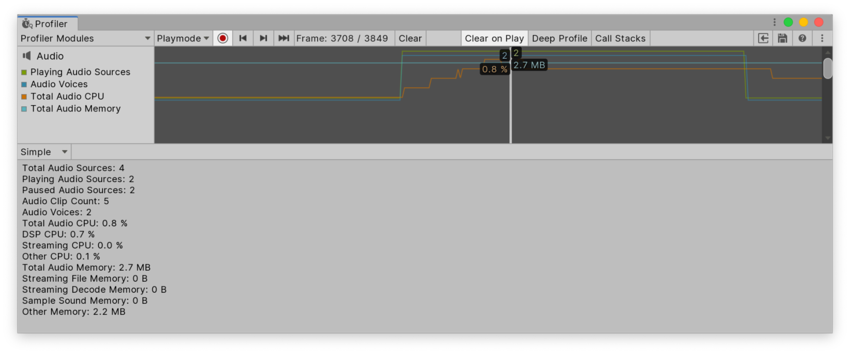 Profiler
Profiler Modules Playmode Frame: 3708 / 3849 Clear Clear on Play Deep Profile Call Stacks
Audio
Playing Audio Sources
Audio Voices
Total Audio CPU
Total Audio Memory
2 2
0.8 % 2.7 MB
Simple
Total Audio Sources: 4
Playing Audio Sources: 2
Paused Audio Sources: 2
Audio Clip Count: 5
Audio Voices: 2
Total Audio CPU: 0.8 %
DSP CPU: 0.7 %
Streaming CPU: 0.0 %
Other CPU: 0.1 %
Total Audio Memory: 2.7 MB
Streaming File Memory: 0 B
Streaming Decode Memory: 0 B
Sample Sound Memory: 0 B
Other Memory: 2.2 MB